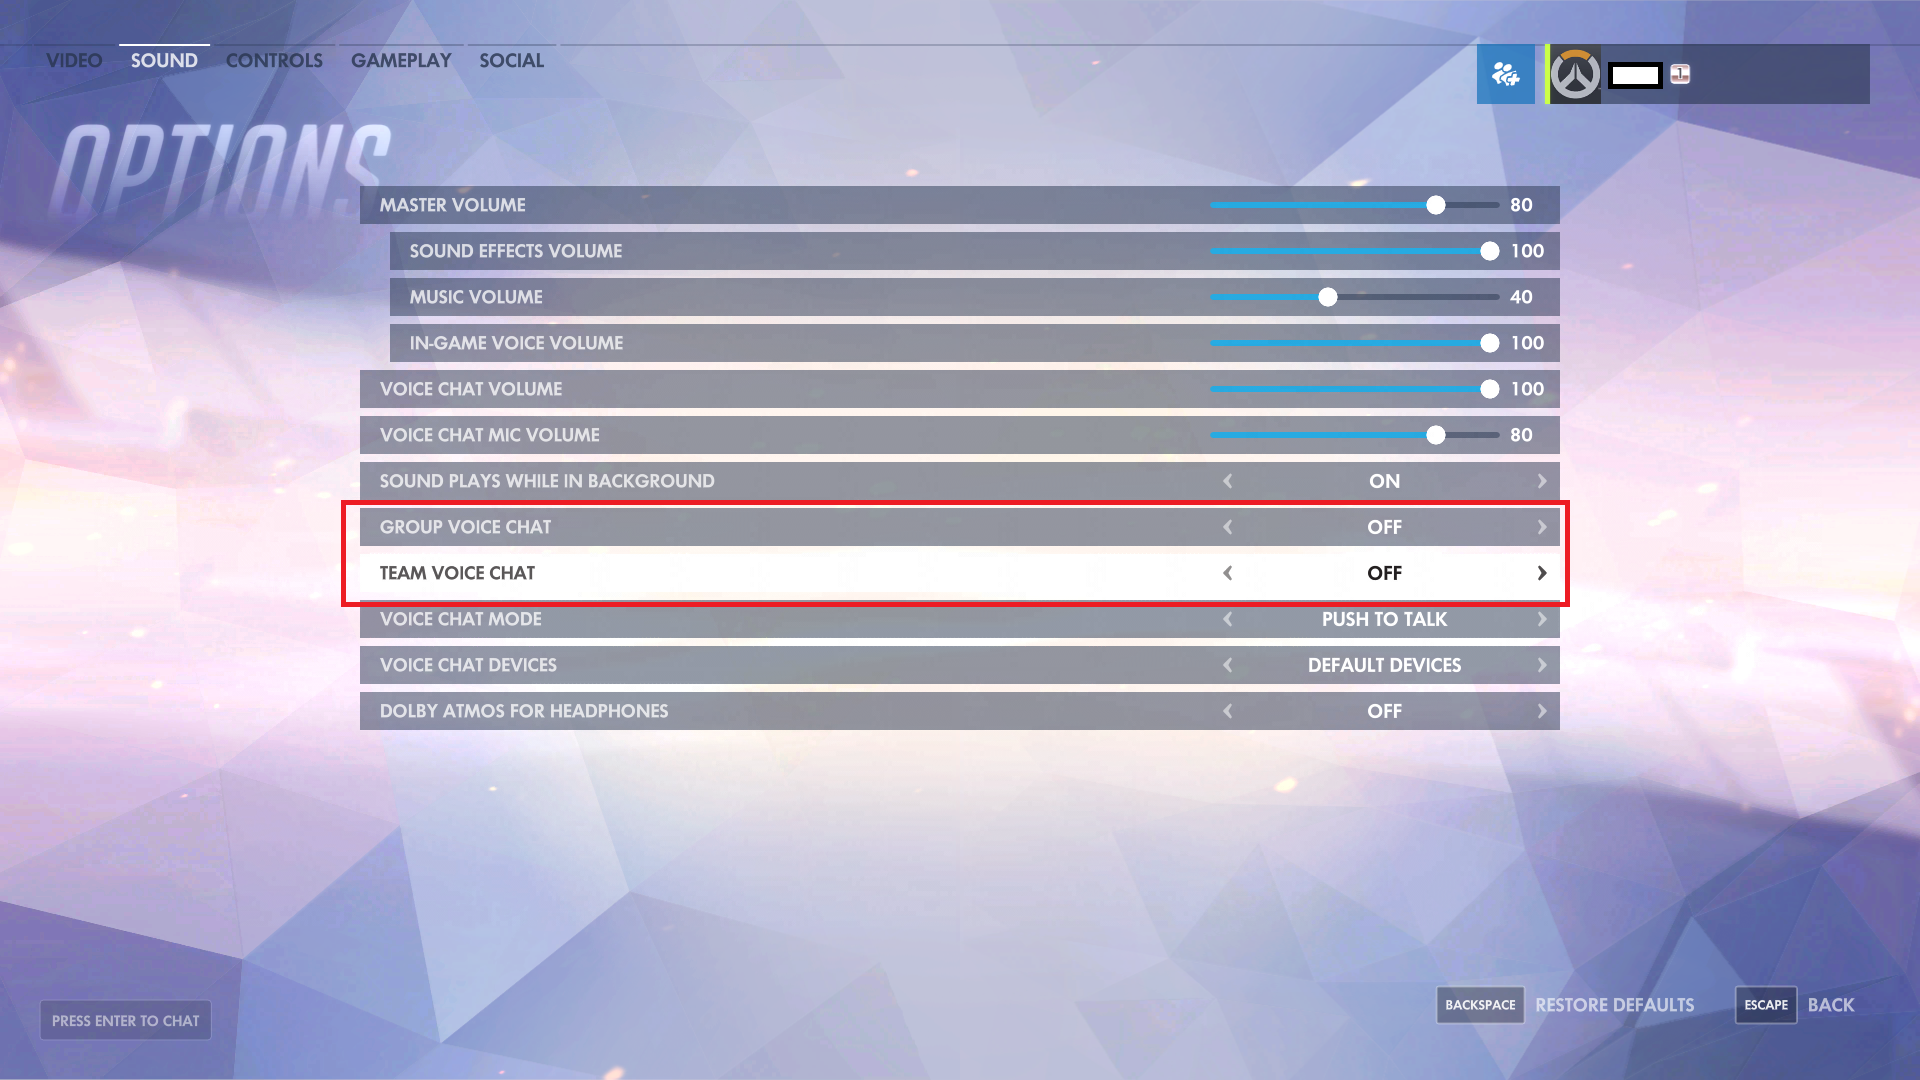 VIDEO SOUND CONTROLS GAMEPLAY SOCIAL
1
OPTIONS
MASTER VOLUME 80
SOUND EFFECTS VOLUME 100
MUSIC VOLUME 40
IN-GAME VOICE VOLUME 100
VOICE CHAT VOLUME 100
VOICE CHAT MIC VOLUME 80
SOUND PLAYS WHILE IN BACKGROUND ON
GROUP VOICE CHAT OFF
TEAM VOICE CHAT OFF
VOICE CHAT MODE PUSH TO TALK
VOICE CHAT DEVICES DEFAULT DEVICES
DOLBY ATMOS FOR HEADPHONES OFF
PRESS ENTER TO CHAT
BACKSPACE RESTORE DEFAULTS ESCAPE BACK